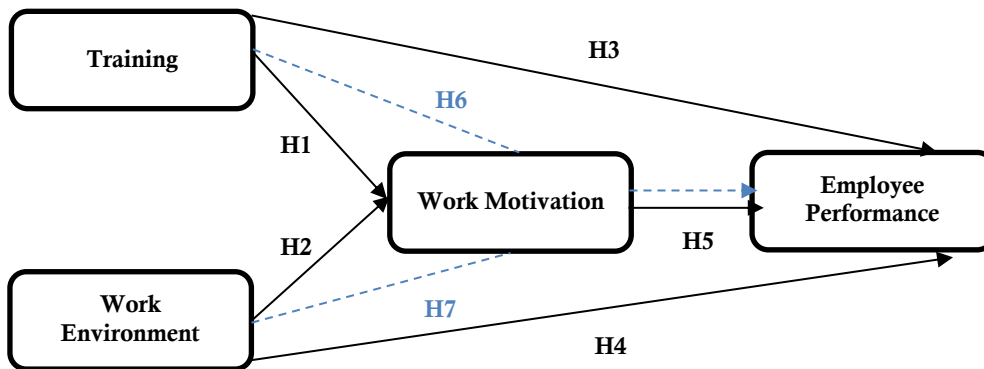 Training
H3
H6
H1
Work Motivation
Employee
Performance
H5
H2
Work
Environment
H7
H4